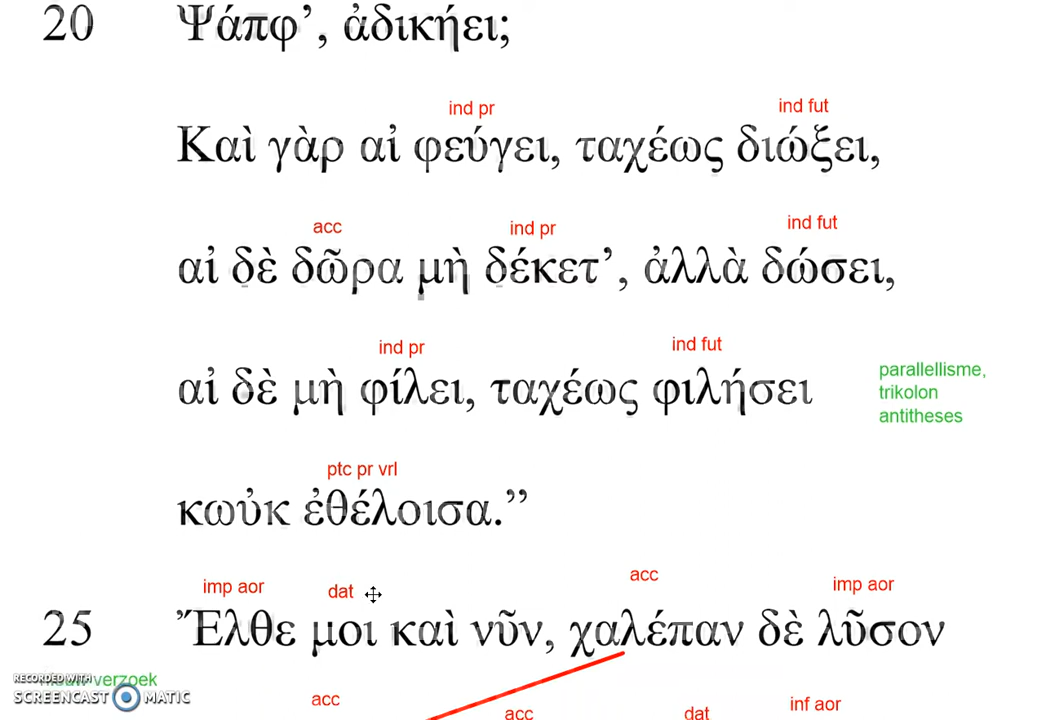 20 Ψάπφ’, ἀδικήει;
ind pr ind fut
Καὶ γὰρ αἰ φεύγει, ταχέως διώξει,
acc ind pr ind fut
αἰ δὲ δῶρα μὴ δέκετ’, ἀλλὰ δώσει,
ind pr ind fut
αἰ δὲ μὴ φίλει, ταχέως φιλήσει
parallellisme,
trikolon
antitheses
ptc pr vrl
κωὐκ ἐθέλοισα.”
imp aor dat acc imp aor
25 Ἔλθε μοι καὶ νῦν, χαλέπαν δὲ λῦσον
RECORDED WITH
verzoek
SCREENCAST MATIC
acc acc dat inf aor